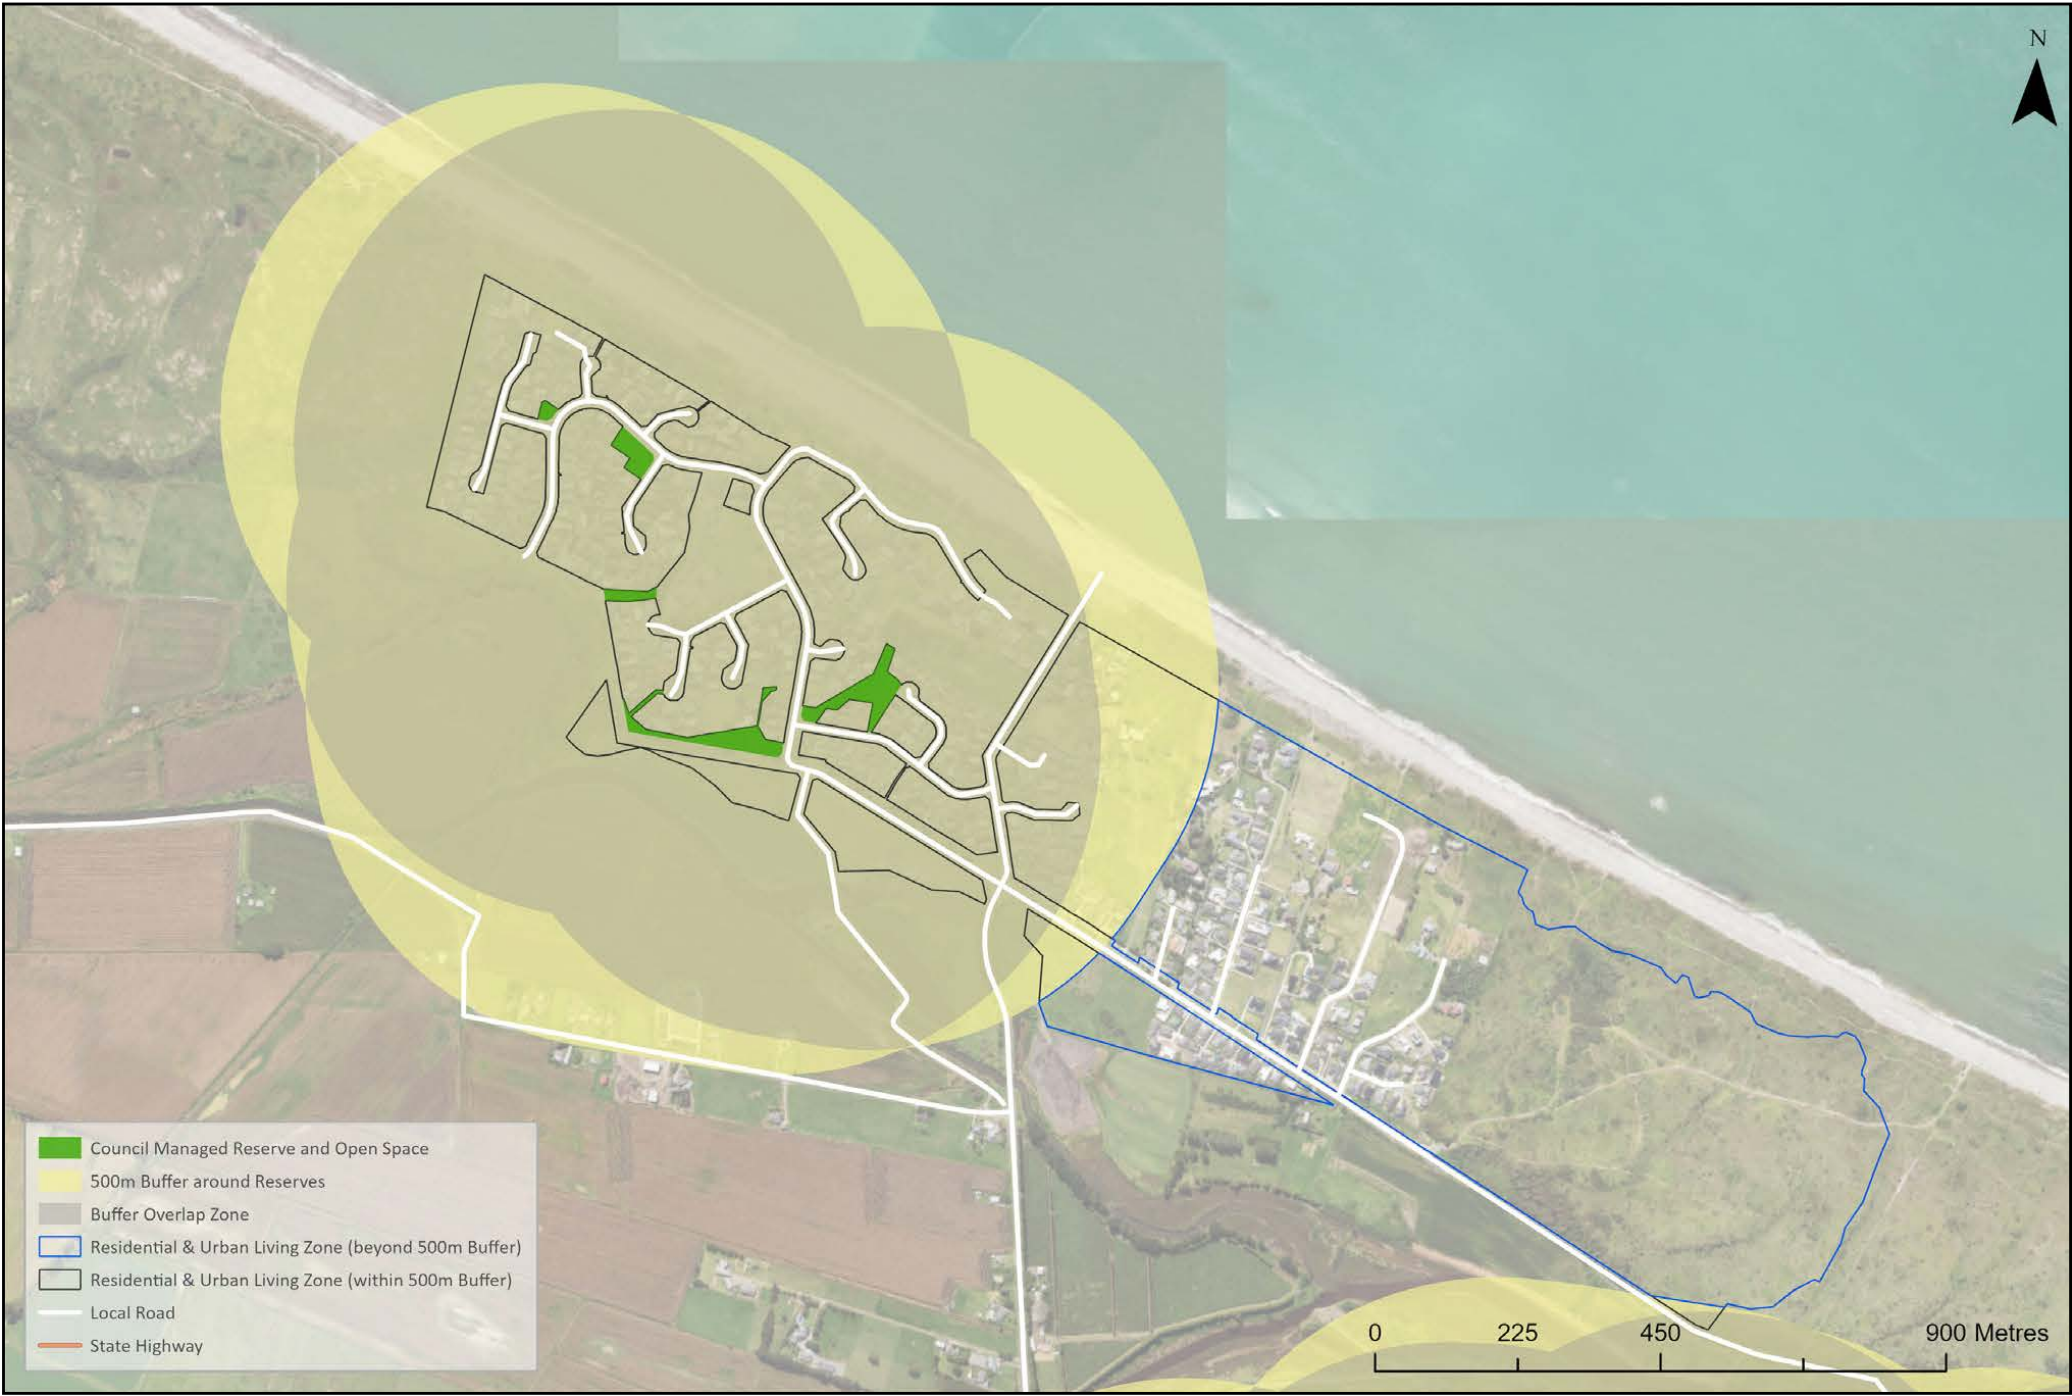 N
Council Managed Reserve and Open Space
500m Buffer around Reserves
Buffer Overlap Zone
Residential & Urban Living Zone (beyond 500m Buffer)
Residential & Urban Living Zone (within 500m Buffer)
Local Road
State Highway
0 225 450 900 Metres